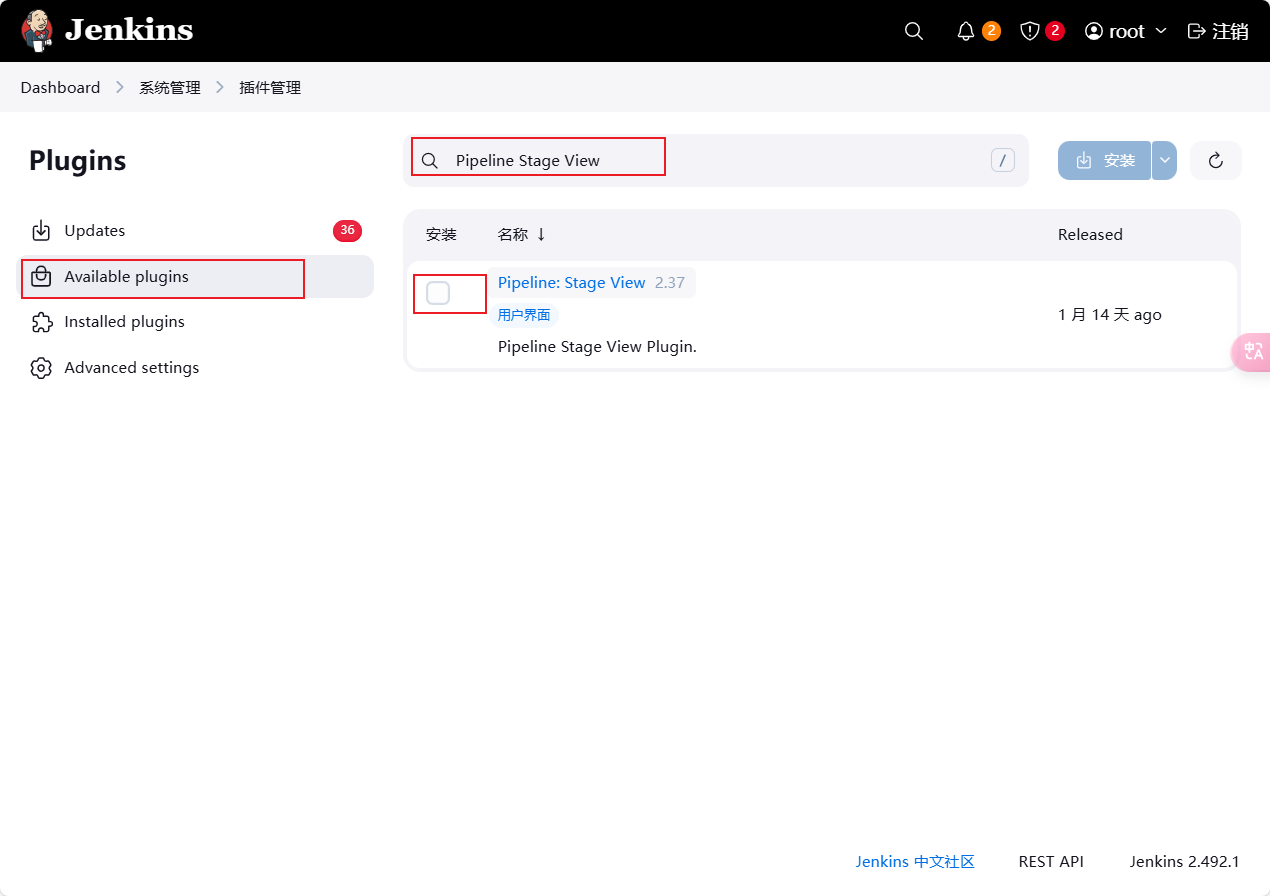 Jenkins
2
2
root
注销
Dashboard
系统管理
插件管理
Plugins
Pipeline Stage View
/
安装
Updates
36
Available plugins
Installed plugins
Advanced settings
安装
名称 ↓
Released
Pipeline: Stage View 2.37
用户界面
Pipeline Stage View Plugin.
1 月 14 天 ago
中A
Jenkins 中文社区
REST API
Jenkins 2.492.1